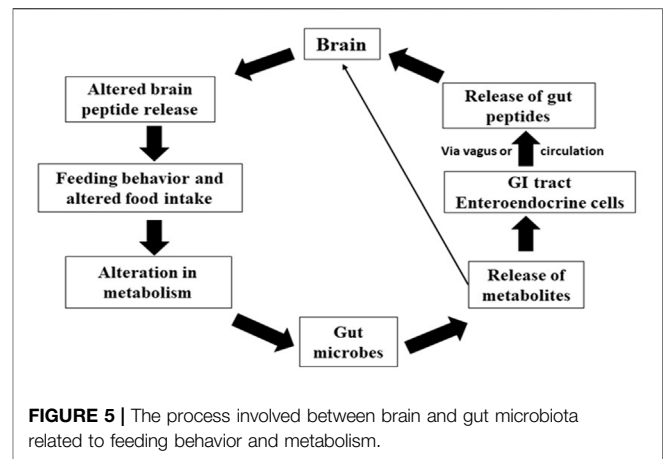 Brain
Altered brain
peptide release
Feeding behavior and
altered food intake
Alteration in
metabolism
Gut
microbes
Release of
metabolites
GI tract
Enteroendocrine cells
Via vagus or circulation
Release of gut
peptides
FIGURE 5 | The process involved between brain and gut microbiota
related to feeding behavior and metabolism.